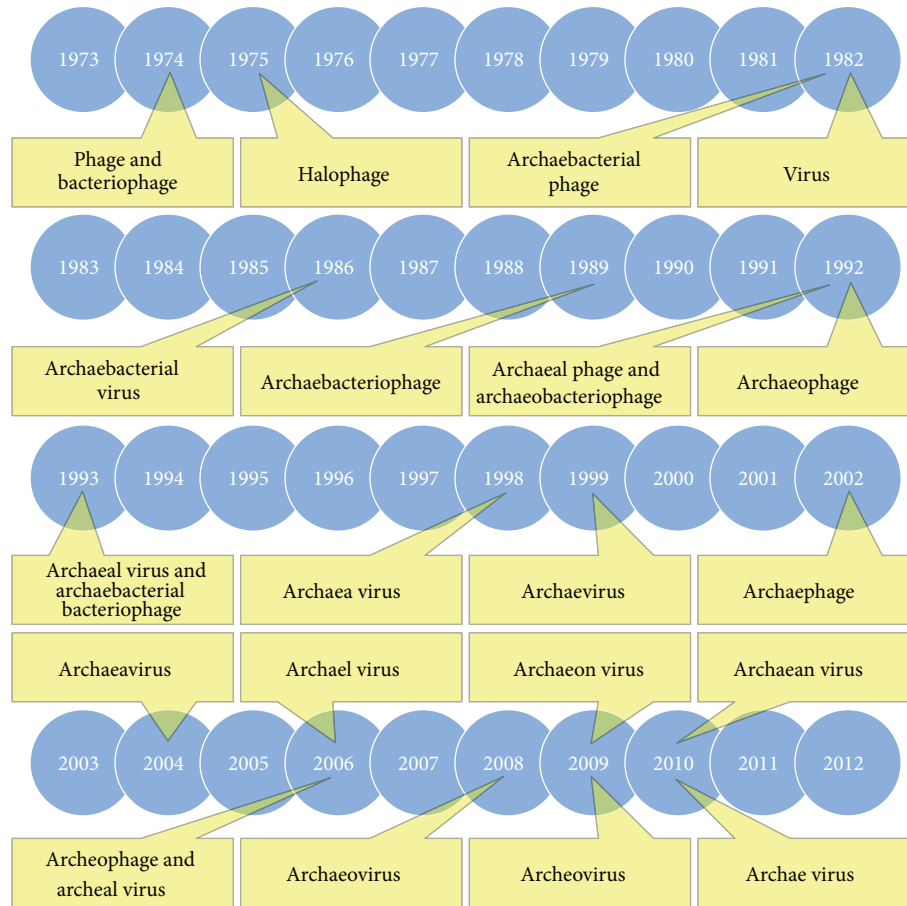 1973 1974 1975 1976 1977 1978 1979 1980 1981 1982
Phage and
bacteriophage
Halophage
Archaebacterial
phage
Virus
1983 1984 1985 1986 1987 1988 1989 1990 1991 1992
Archaebacterial
virus
Archaebacteriophage
Archaeal phage and
archaeobacteriophage
Archaeophage
1993 1994 1995 1996 1997 1998 1999 2000 2001 2002
Archaeal virus and
archaebacterial
bacteriophage
Archaea virus
Archaevirus
Archaephage
Archaeavirus
Archael virus
Archaeon virus
Archaean virus
2003 2004 2005 2006 2007 2008 2009 2010 2011 2012
Archeophage and
archeal virus
Archaeovirus
Archeovirus
Archae virus